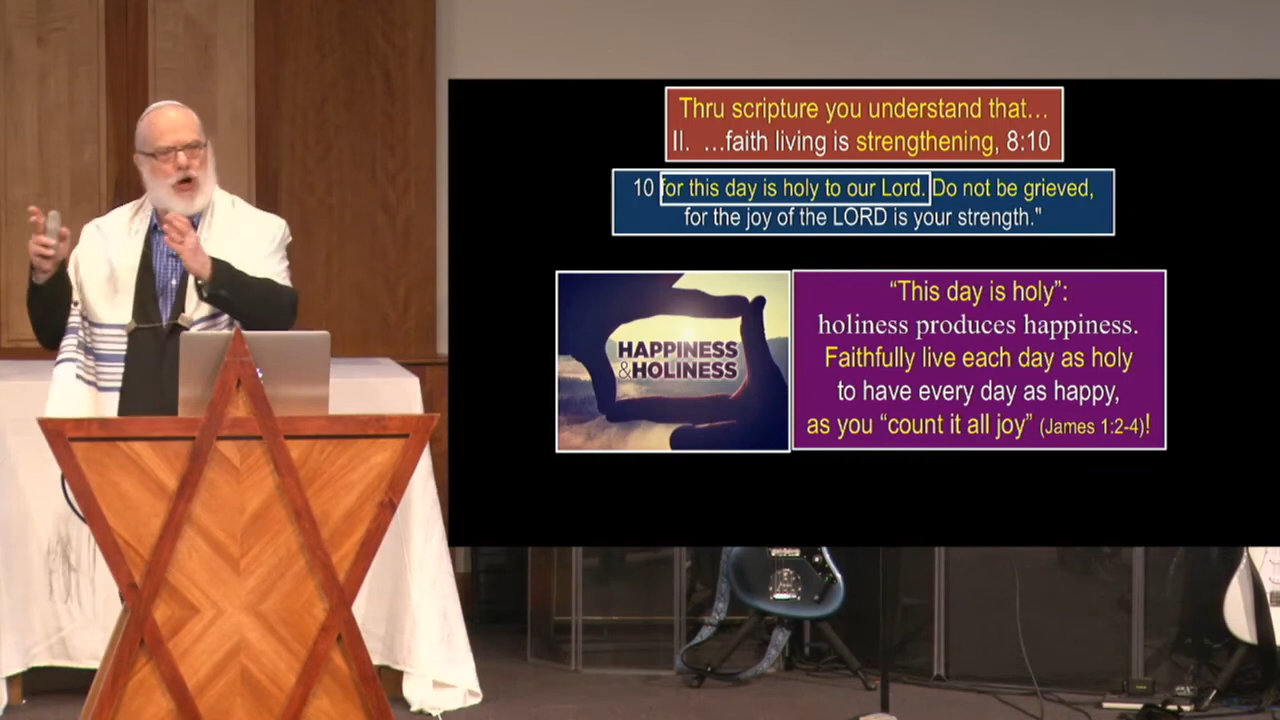 Thru scripture you understand that…
II. …faith living is strengthening, 8:10
10 for this day is holy to our Lord. Do not be grieved,
for the joy of the LORD is your strength."
HAPPINESS
&HOLINESS
“This day is holy”:
holiness produces happiness.
Faithfully live each day as holy
to have every day as happy,
as you “count it all joy” (James 1:2-4)!